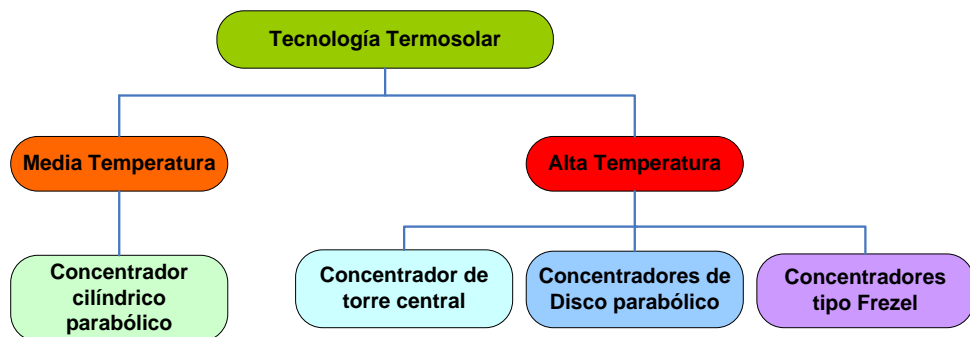 Tecnología Termosolar
Media Temperatura
Alta Temperatura
Concentrador
cilíndrico
parabólico
Concentrador de
torre central
Concentradores de
Disco parabólico
Concentradores
tipo Frezel